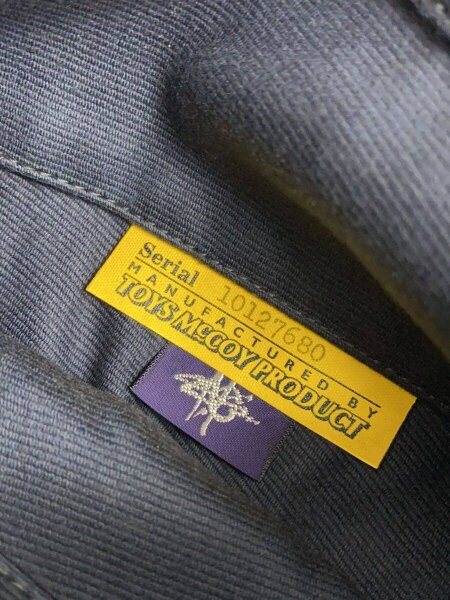 Serial 10127680
MANUFACTURED BY
TOYS McCOY PRODUCT